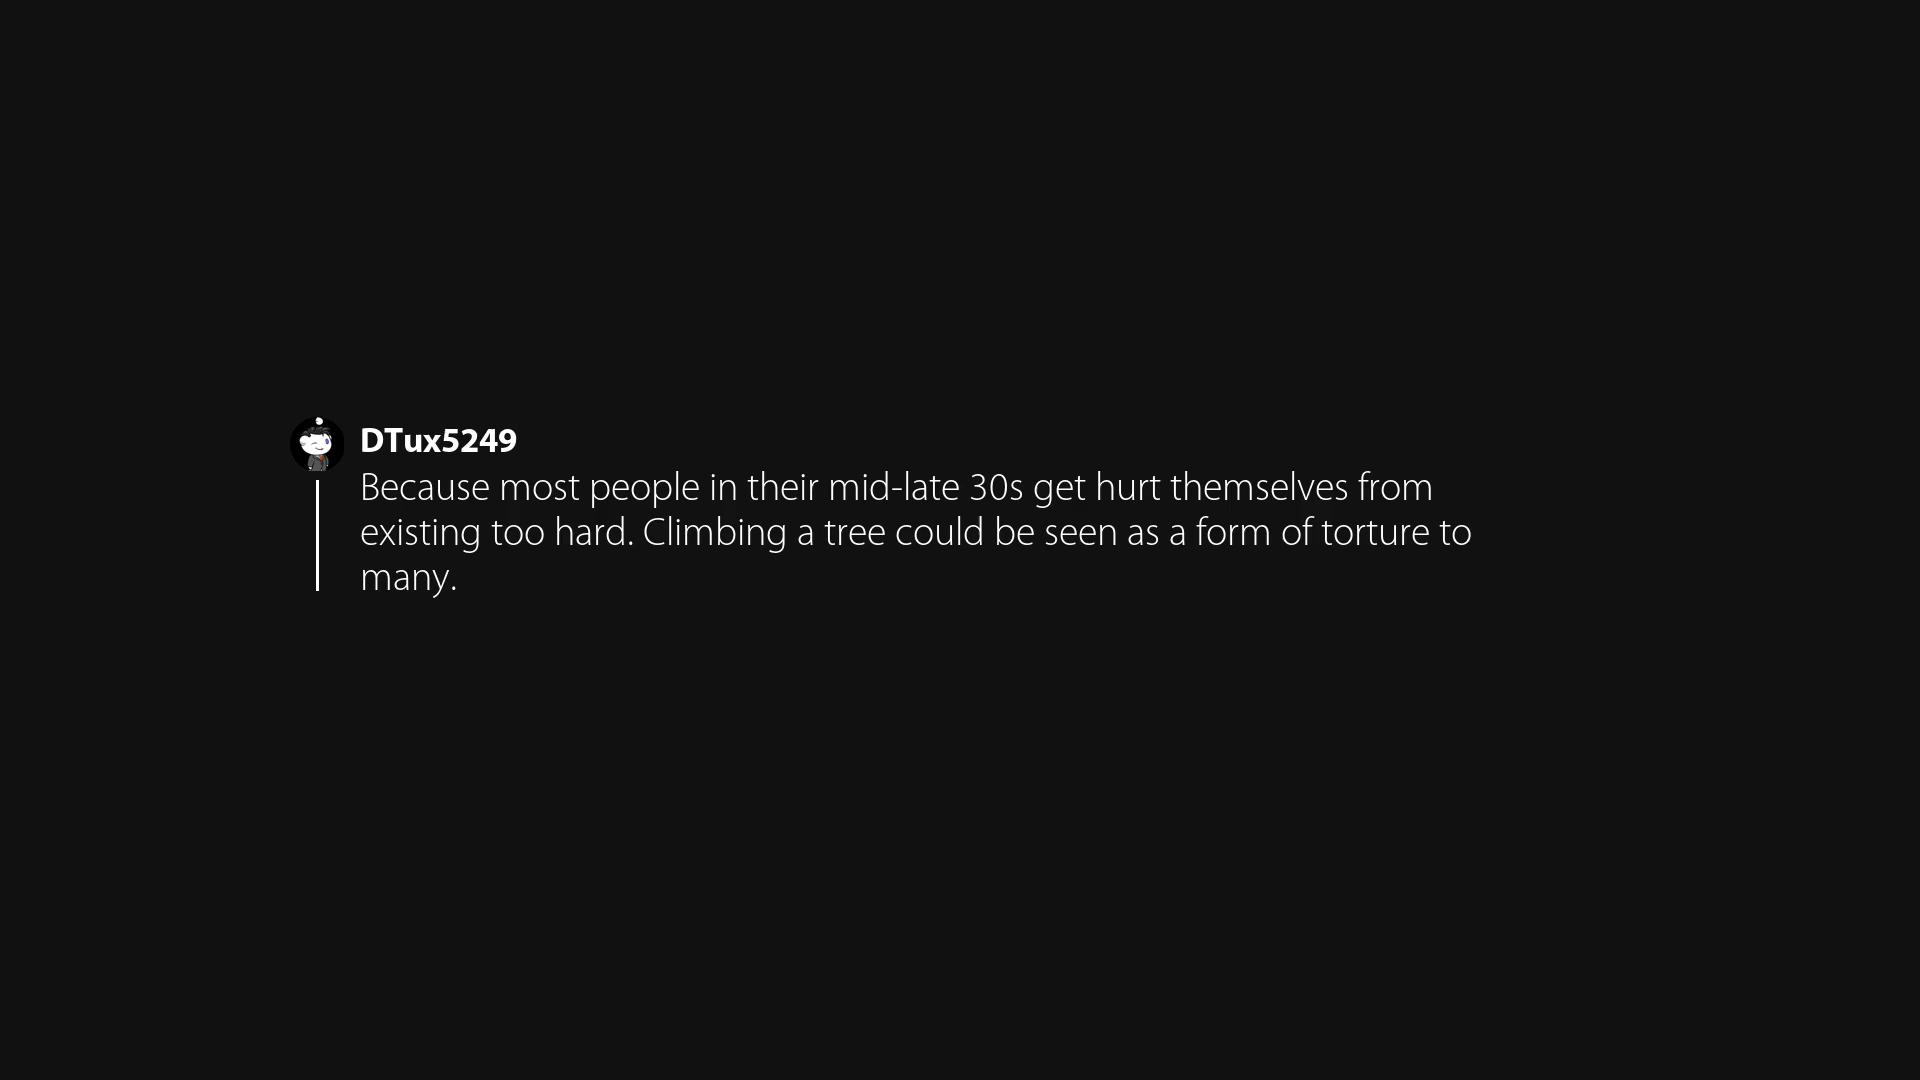 DTux5249
Because most people in their mid-late 30s get hurt themselves from
existing too hard. Climbing a tree could be seen as a form of torture to
many.